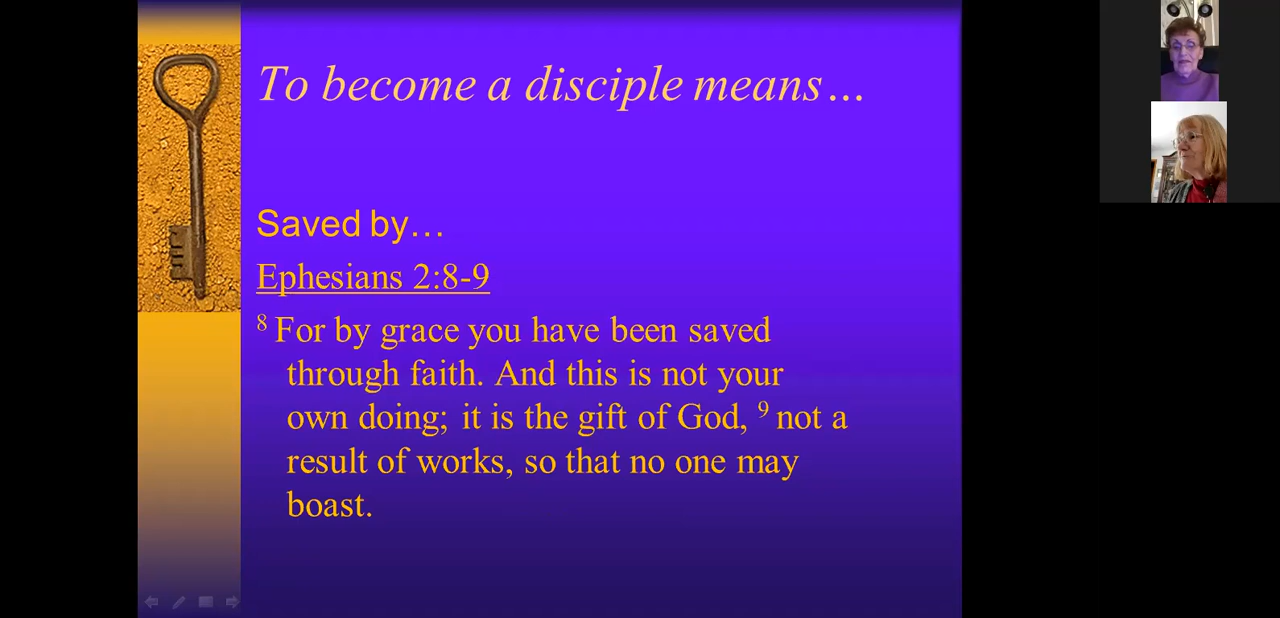 To become a disciple means…
Saved by…
Ephesians 2:8-9
8 For by grace you have been saved
through faith. And this is not your
own doing; it is the gift of God, 9 not a
result of works, so that no one may
boast.